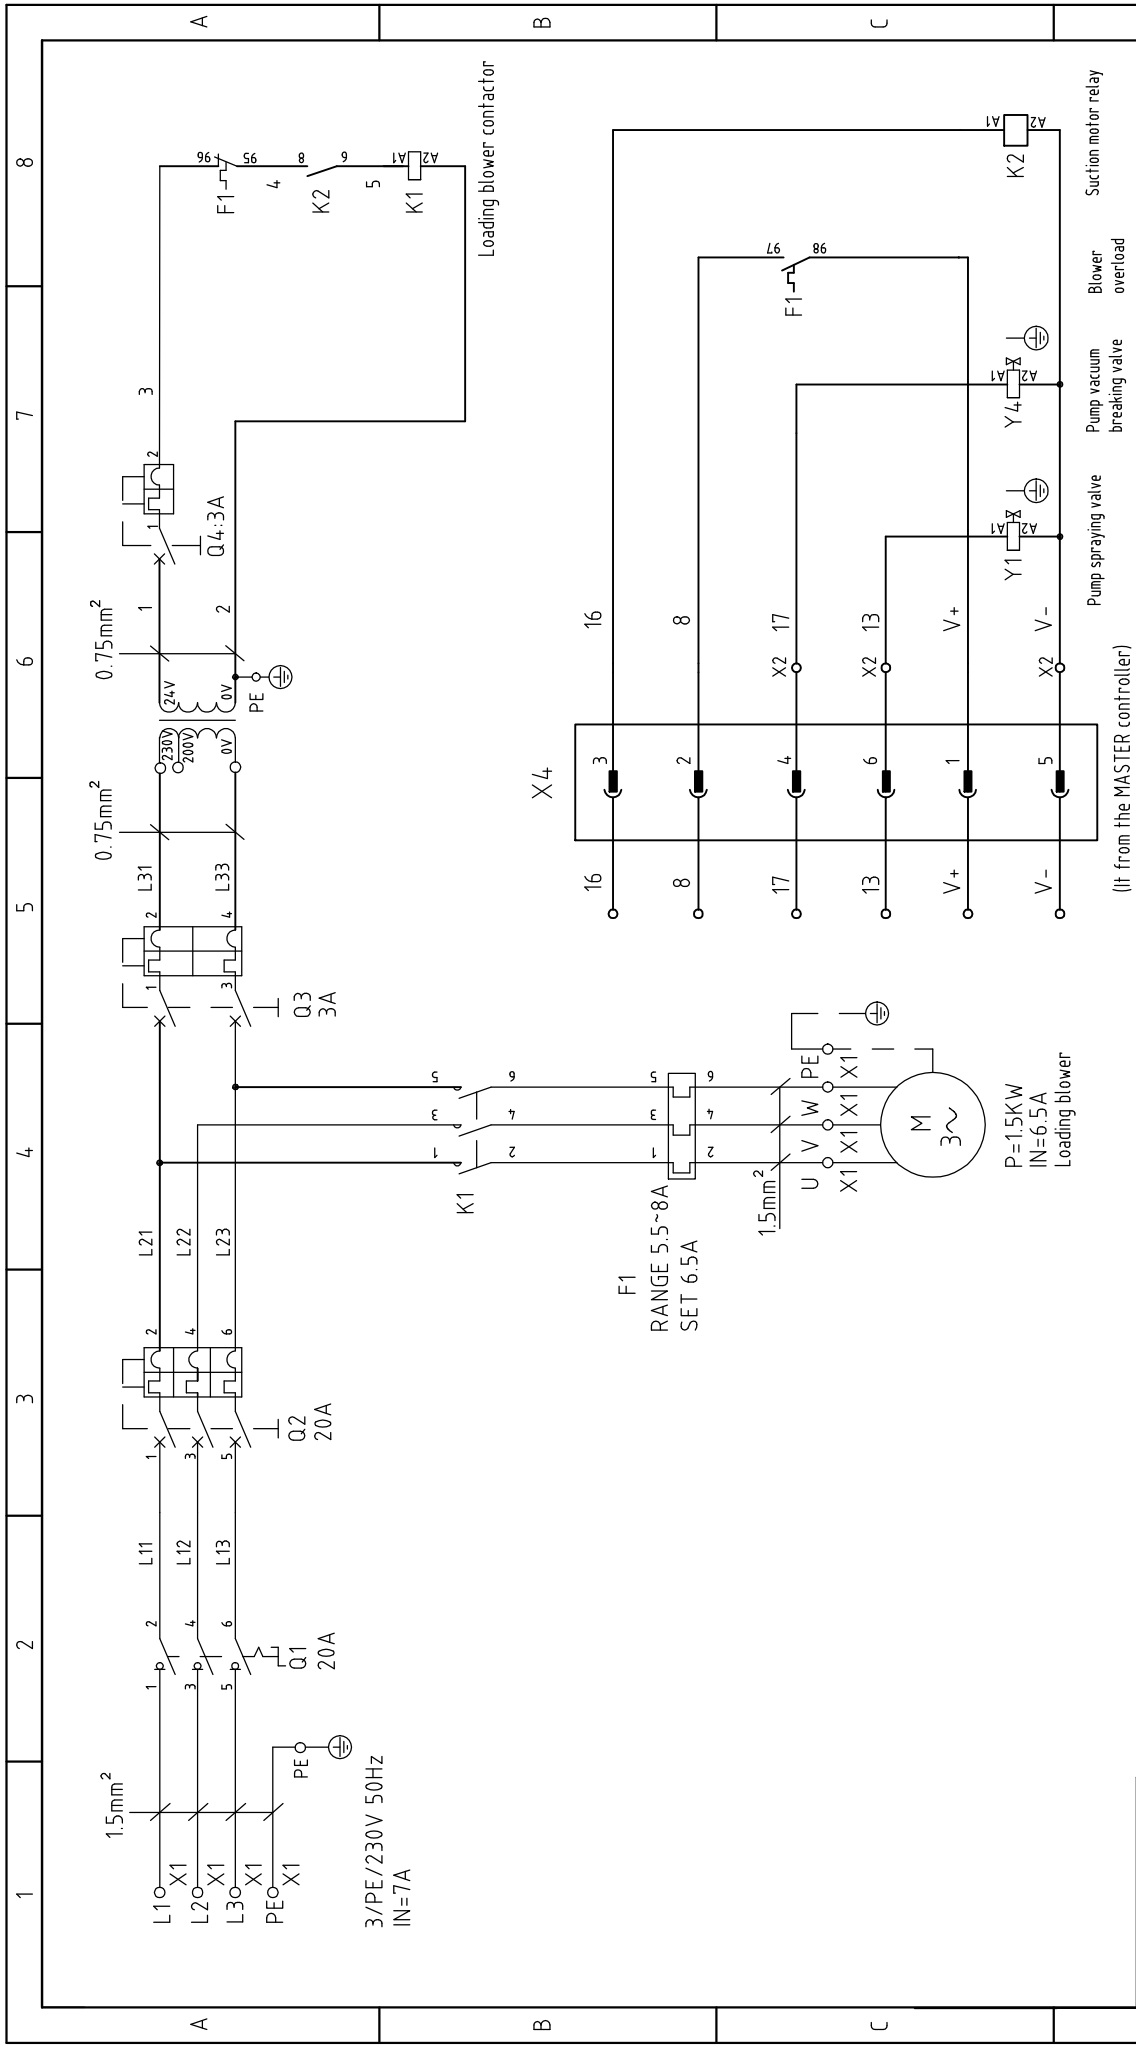 1
2
3
4
5
6
7
8
A
B
C
A
B
C
1.5mm²
L1
X1
L2
X1
L3
X1
PE
X1
PE
3/PE/230V 50Hz
IN=7A
1
2
3
4
5
6
Q1
20A
L11
L12
L13
1
2
3
4
5
6
Q2
20A
L21
L22
L23
1
2
3
4
Q3
3A
L31
L33
0.75mm²
230V
200V
0V
24V
0V
PE
0.75mm²
1
2
1
2
Q4:3A
3
96
F1
95
4
8
K2
6
5
A1
K1
A2
Loading blower contactor
K1
1
2
3
4
5
6
F1
RANGE 5.5~8A
SET 6.5A
1
2
3
4
5
6
1.5mm²
U
V
W
PE
X1
X1
X1
X1
M
3~
P=1.5KW
IN=6.5A
Loading blower
X4
16
3
16
8
2
8
17
4
X2
17
13
6
X2
13
V+
1
V+
V-
5
X2
V-
(It from the MASTER controller)
A1
Y1
A2
Pump spraying valve
A1
Y4
A2
Pump vacuum
breaking valve
97
F1
98
Blower
overload
A1
K2
A2
Suction motor relay